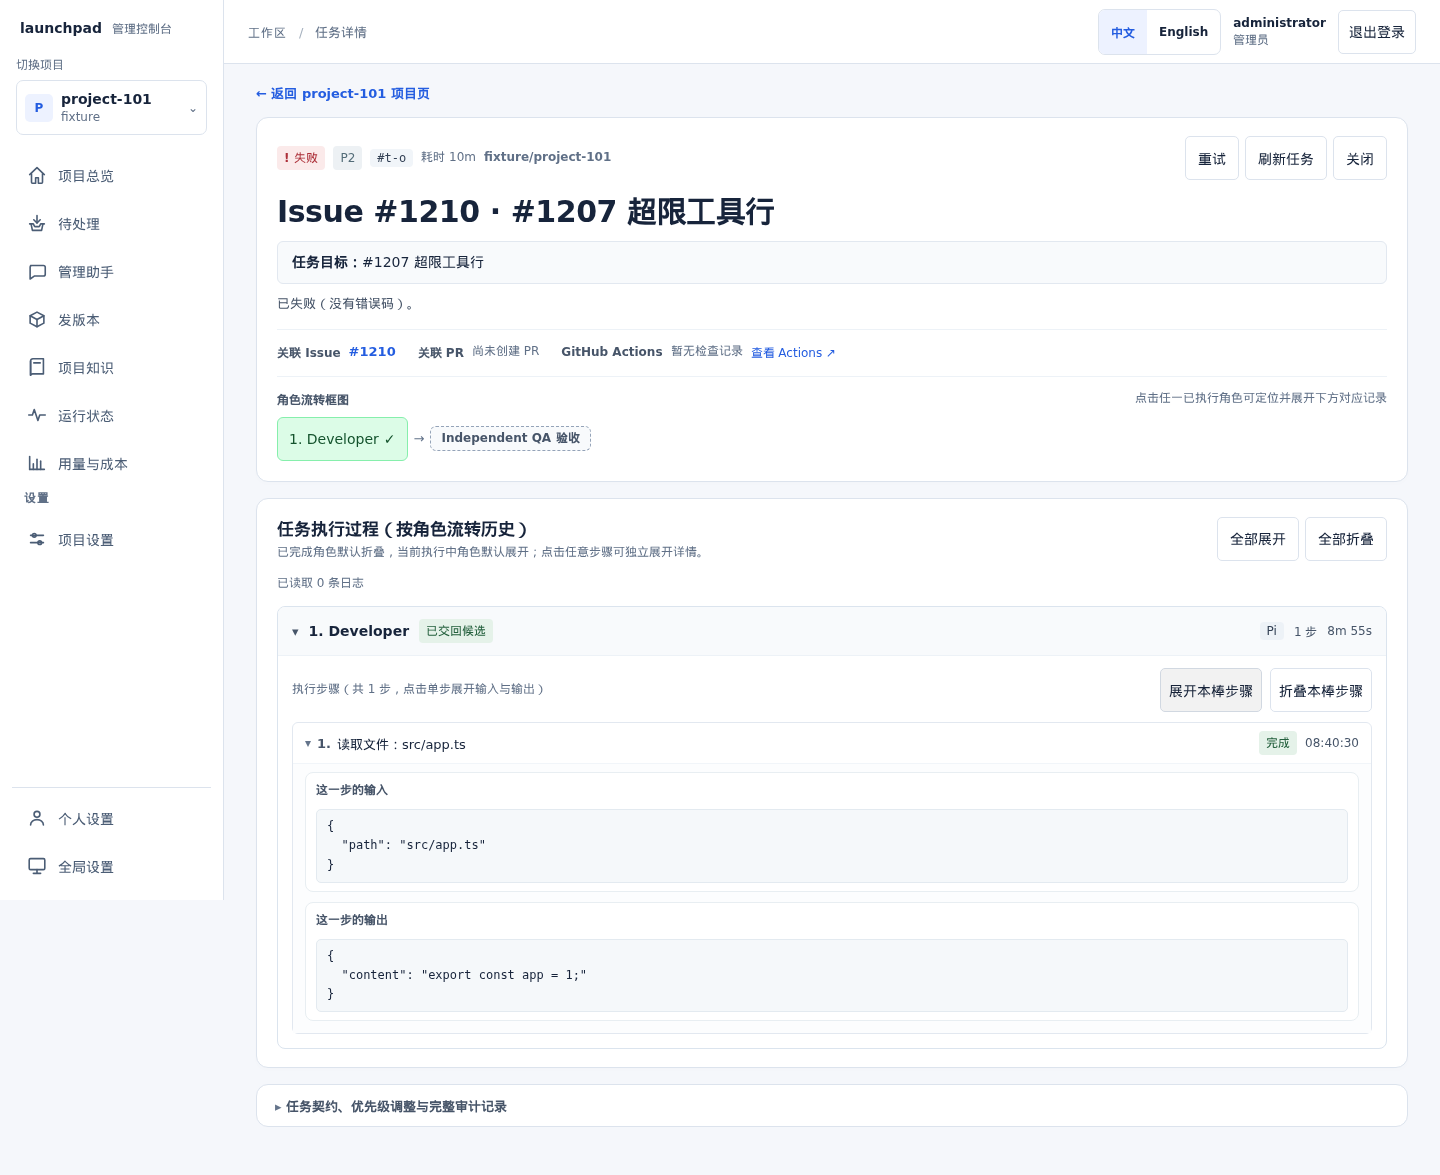 launchpad 管理控制台
切换项目
P
project-101
fixture
⌄
项目总览
待处理
管理助手
发版本
项目知识
运行状态
用量与成本
设置
项目设置
个人设置
全局设置
工作区 / 任务详情
中文 English
administrator
管理员
退出登录
← 返回 project-101 项目页
! 失败 P2 #t-o 耗时 10m fixture/project-101
重试 刷新任务 关闭
Issue #1210 · #1207 超限工具行
任务目标：#1207 超限工具行
已失败（没有错误码）。
关联 Issue #1210 关联 PR 尚未创建 PR GitHub Actions 暂无检查记录 查看 Actions ↗
角色流转框图
点击任一已执行角色可定位并展开下方对应记录
1. Developer ✓ → Independent QA 验收
任务执行过程（按角色流转历史）
已完成角色默认折叠，当前执行中角色默认展开；点击任意步骤可独立展开详情。
全部展开 全部折叠
已读取 0 条日志
▾ 1. Developer 已交回候选 Pi 1 步 8m 55s
执行步骤（共 1 步，点击单步展开输入与输出）
展开本棒步骤 折叠本棒步骤
▾ 1. 读取文件：src/app.ts 完成 08:40:30
这一步的输入
{
"path": "src/app.ts"
}
这一步的输出
{
"content": "export const app = 1;"
}
▸ 任务契约、优先级调整与完整审计记录